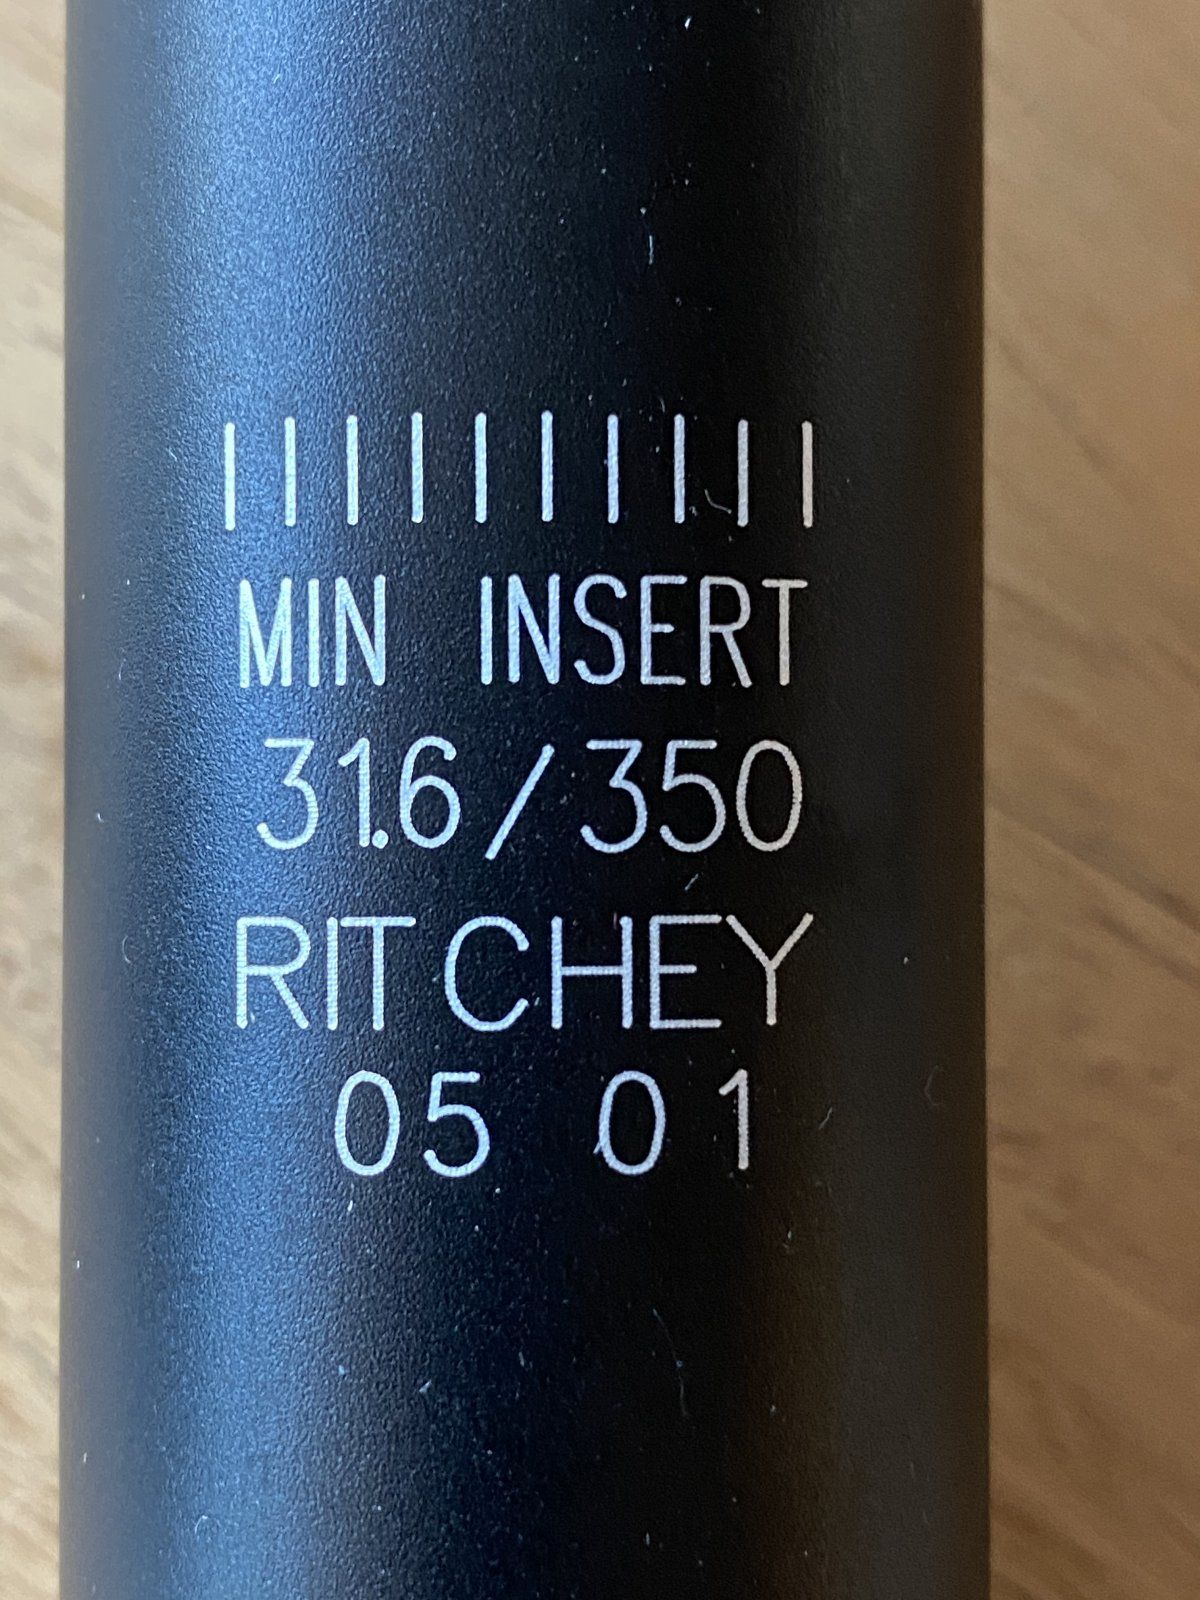 MIN INSERT
31.6/350
RITCHEY
05 01